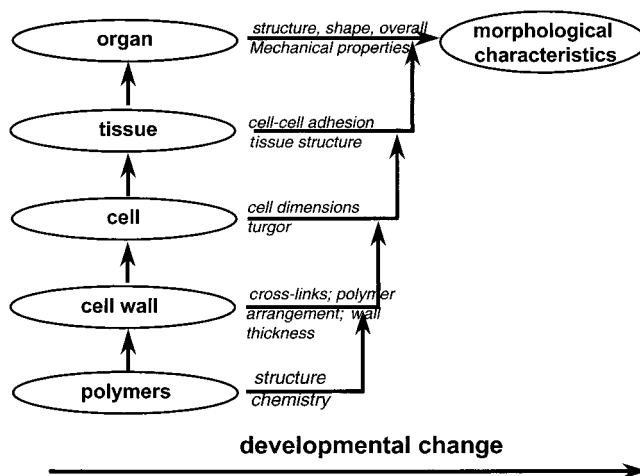 organ
structure, shape, overall
Mechanical properties
morphological
characteristics
tissue
cell-cell adhesion
tissue structure
cell
cell dimensions
turgor
cell wall
cross-links; polymer
arrangement; wall
thickness
polymers
structure
chemistry
developmental change